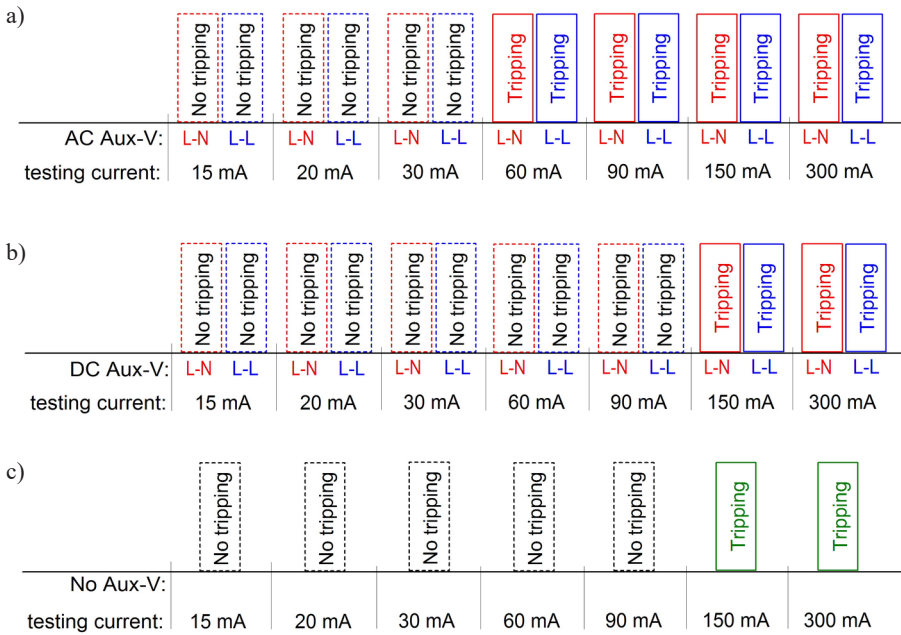 a)
No tripping No tripping No tripping No tripping No tripping No tripping Tripping Tripping Tripping Tripping Tripping Tripping Tripping Tripping
AC Aux-V: L-N L-L L-N L-L L-N L-L L-N L-L L-N L-L L-N L-L L-N L-L
testing current: 15 mA 20 mA 30 mA 60 mA 90 mA 150 mA 300 mA
b)
No tripping No tripping No tripping No tripping No tripping No tripping No tripping No tripping No tripping No tripping Tripping Tripping Tripping Tripping
DC Aux-V: L-N L-L L-N L-L L-N L-L L-N L-L L-N L-L L-N L-L L-N L-L
testing current: 15 mA 20 mA 30 mA 60 mA 90 mA 150 mA 300 mA
c)
No tripping No tripping No tripping No tripping No tripping Tripping Tripping
No Aux-V:
testing current: 15 mA 20 mA 30 mA 60 mA 90 mA 150 mA 300 mA